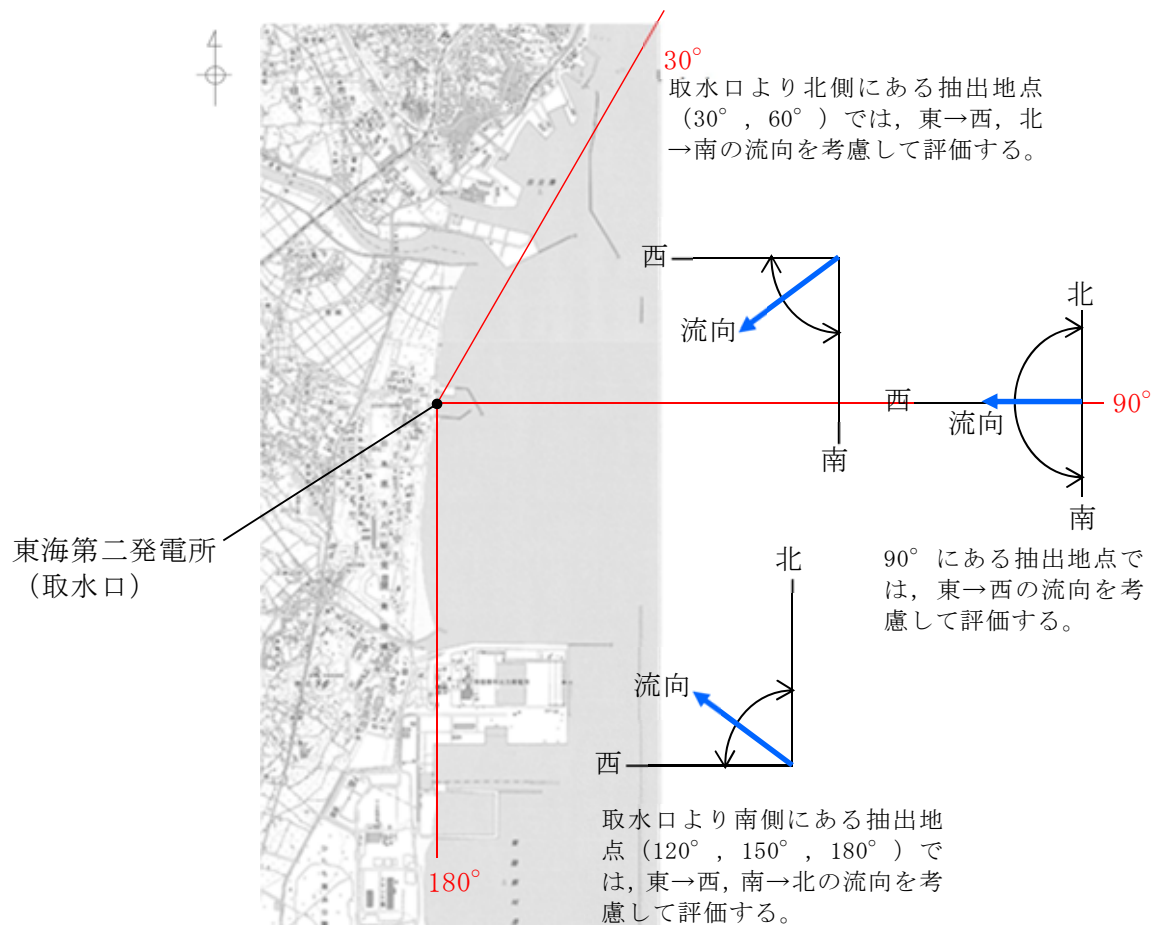 30°
取水口より北側にある抽出地点
（30°，60°）では，東→西，北
→南の流向を考慮して評価する。
西
流向
南
北
西
流向
90°
南
90°にある抽出地点で
は，東→西の流向を考
慮して評価する。
東海第二発電所
（取水口）
北
流向
西
取水口より南側にある抽出地
点（120°，150°，180°）で
は，東→西，南→北の流向を考
慮して評価する。
180°